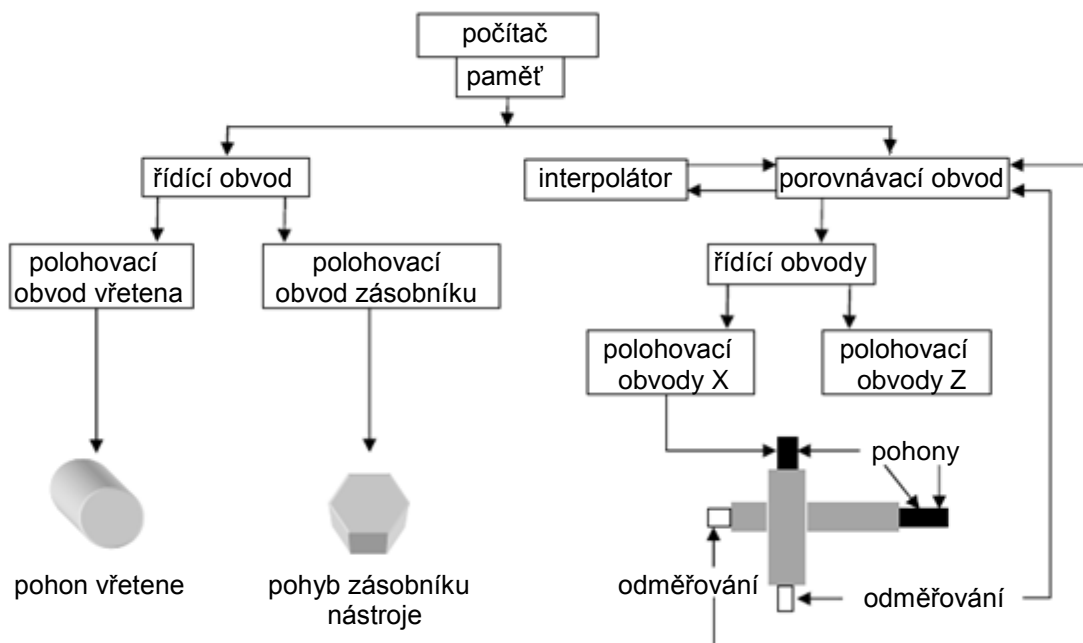 počítač
paměť
řídící obvod
interpolátor
porovnávací obvod
polohovací
obvod vřetena
polohovací
obvod zásobníku
řídící obvody
polohovací
obvody X
polohovací
obvody Z
pohony
pohon vřetene
pohyb zásobníku
nástroje
odměřování
odměřování